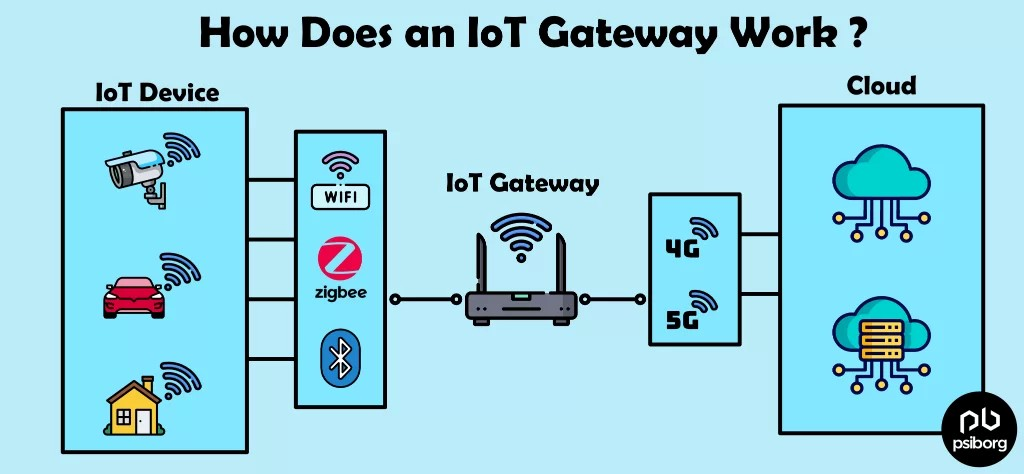 How Does an IoT Gateway Work ?
IoT Device
WIFI
zigbee
IoT Gateway
4G
5G
Cloud
pb
psiborg